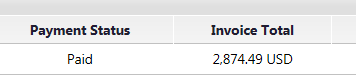 Payment Status Invoice Total
Paid 2,874.49 USD